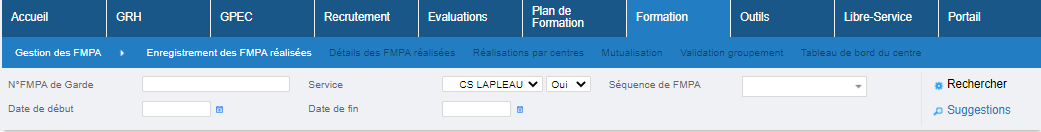 Accueil GRH GPEC Recrutement Evaluations Plan de Formation Formation Outils Libre-Service Portail
Gestion des FMPA Enregistrement des FMPA réalisées Détails des FMPA réalisées Réalisations par centres Mutualisation Validation groupement Tableau de bord du centre
N°FMPA de Garde Service CS LAPLEAU Oui Séquence de FMPA Rechercher
Date de début Date de fin Suggestions